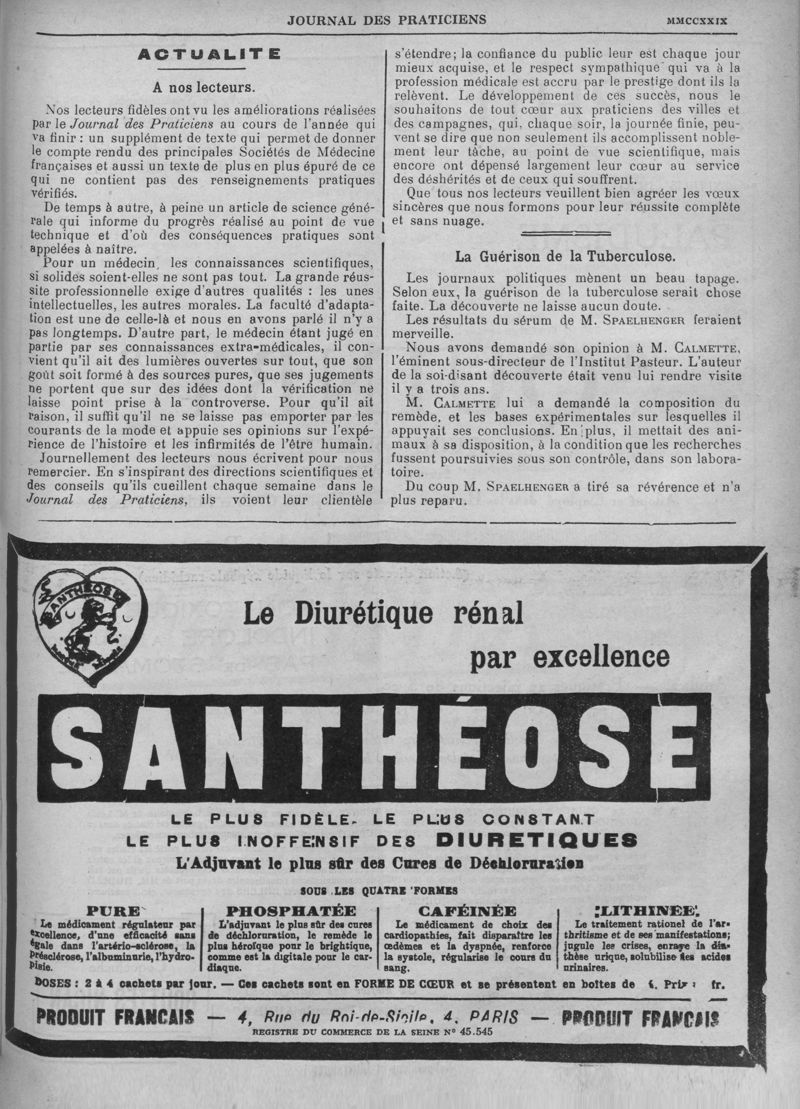 JOURNAL DES PRATICIENS
MMCCXXIX
ACTUALITE
A nos lecteurs.
Nos lecteurs fidèles ont vu les améliorations réalisées
par le Journal des Praticiens au cours de l'année qui
va finir : un supplément de texte qui permet de donner
le compte rendu des principales Sociétés de Médecine
françaises et aussi un texte de plus en plus épuré de ce
qui ne contient pas des renseignements pratiques
vérifiés.
De temps à autre, à peine un article de science géné-
rale qui informe du progrès réalisé au point de vue
technique et d'où des conséquences pratiques sont
appelées à naître.
Pour un médecin, les connaissances scientifiques,
si solides soient-elles ne sont pas tout. La grande réus-
site professionnelle exige d'autres qualités : les unes
intellectuelles, les autres morales. La faculté d'adapta-
tion est une de celle-là et nous en avons parlé il n'y a
pas longtemps. D'autre part, le médecin étant jugé en
partie par ses connaissances extra-médicales, il con-
vient qu'il ait des lumières ouvertes sur tout, que son
goût soit formé à des sources pures, que ses jugements
ne portent que sur des idées dont la vérification ne
laisse point prise à la controverse. Pour qu'il ait
raison, il suffit qu'il ne se laisse pas emporter par les
courants de la mode et appuie ses opinions sur l'expé-
rience de l'histoire et les infirmités de l'être humain.
Journellement des lecteurs nous écrivent pour nous
remercier. En s'inspirant des directions scientifiques et
des conseils qu'ils cueillent chaque semaine dans le
Journal des Praticiens, ils voient leur clientèle
s'étendre; la confiance du public leur est chaque jour
mieux acquise, et le respect sympathique qui va à la
profession médicale est accru par le prestige dont ils la
relèvent. Le développement de ces succès, nous le
souhaitons de tout cœur aux praticiens des villes et
des campagnes, qui, chaque soir, la journée finie, peu-
vent se dire que non seulement ils accomplissent noble-
ment leur tâche, au point de vue scientifique, mais
encore ont dépensé largement leur cœur au service
des déshérités et de ceux qui souffrent.
Que tous nos lecteurs veuillent bien agréer les vœux
sincères que nous formons pour leur réussite complète
et sans nuage.
La Guérison de la Tuberculose.
Les journaux politiques mènent un beau tapage.
Selon eux, la guérison de la tuberculose serait chose
faite. La découverte ne laisse aucun doute.
Les résultats du sérum de M. SPAELHENGER feraient
merveille.
Nous avons demandé son opinion à M. CALMETTE,
l'éminent sous-directeur de l'Institut Pasteur. L'auteur
de la soi-disant découverte était venu lui rendre visite
il y a trois ans.
M. CALMETTE lui a demandé la composition du
remède, et les bases expérimentales sur lesquelles il
appuyait ses conclusions. En plus, il mettait des ani-
maux à sa disposition, à la condition que les recherches
fussent poursuivies sous son contrôle, dans son labora-
toire.
Du coup M. SPAELHENGER a tiré sa révérence et n'a
plus reparu.
SANTHÉOSE
Le Diurétique rénal
par excellence
SANTHÉOSE
LE PLUS FIDÈLE - LE PLUS CONSTANT
LE PLUS INOFFENSIF DES DIURETIQUES
L'Adjuvant le plus sûr des Cures de Déchloruration
SOUS LES QUATRE FORMES
PURE
Le médicament régulateur par
excellence, d'une efficacité sans
égale dans l'artério-sclérose, la
présclérose, l'albuminurie, l'hydro-
pisie.
PHOSPHATÉE
L'adjuvant le plus sûr des cures
de déchloruration, le remède le
plus héroïque pour le brightique,
comme est la digitale pour le car-
diaque.
CAFÉINÉE
Le médicament de choix des
cardiopathies, fait disparaître les
œdèmes et la dyspnée, renforce
la systole, régularise le cours du
sang.
LITHINEE
Le traitement rationel de l'ar-
thritisme et de ses manifestations;
jugule les crises, enraye la dia-
thèse urique, solubilise les acides
urinaires.
DOSES : 2 à 4 cachets par jour. — Ces cachets sont en FORME DE CŒUR et se présentent en boîtes de Prix : fr.
PRODUIT FRANCAIS — 4, Rue du Roi-de-Sicile, 4, PARIS — PRODUIT FRANCAIS
REGISTRE DU COMMERCE DE LA SEINE N° 45.545